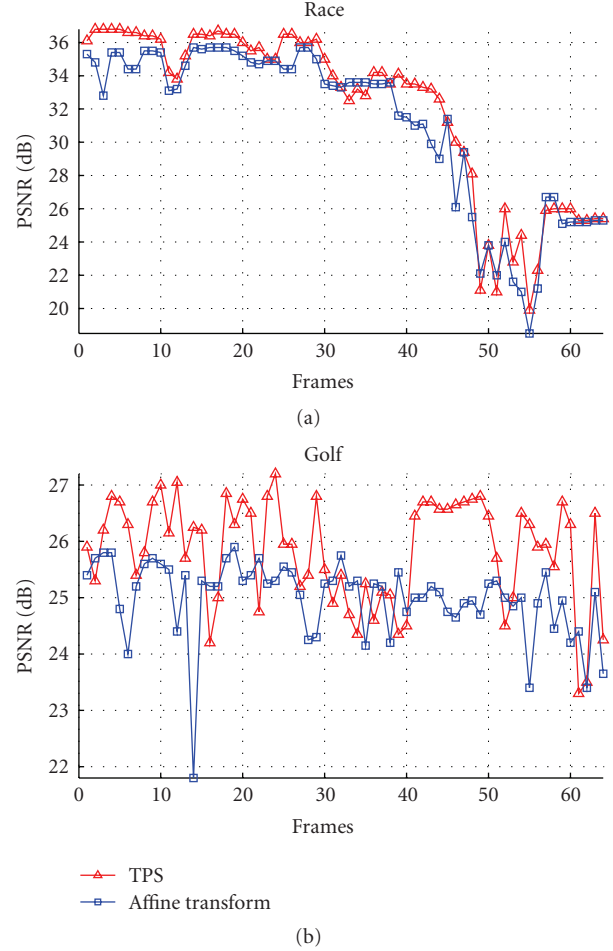 Race
36
34
32
30
28
26
24
22
20
PSNR (dB)
0 10 20 30 40 50 60
Frames
(a)
Golf
27
26
25
24
23
22
PSNR (dB)
0 10 20 30 40 50 60
Frames
TPS
Affine transform
(b)